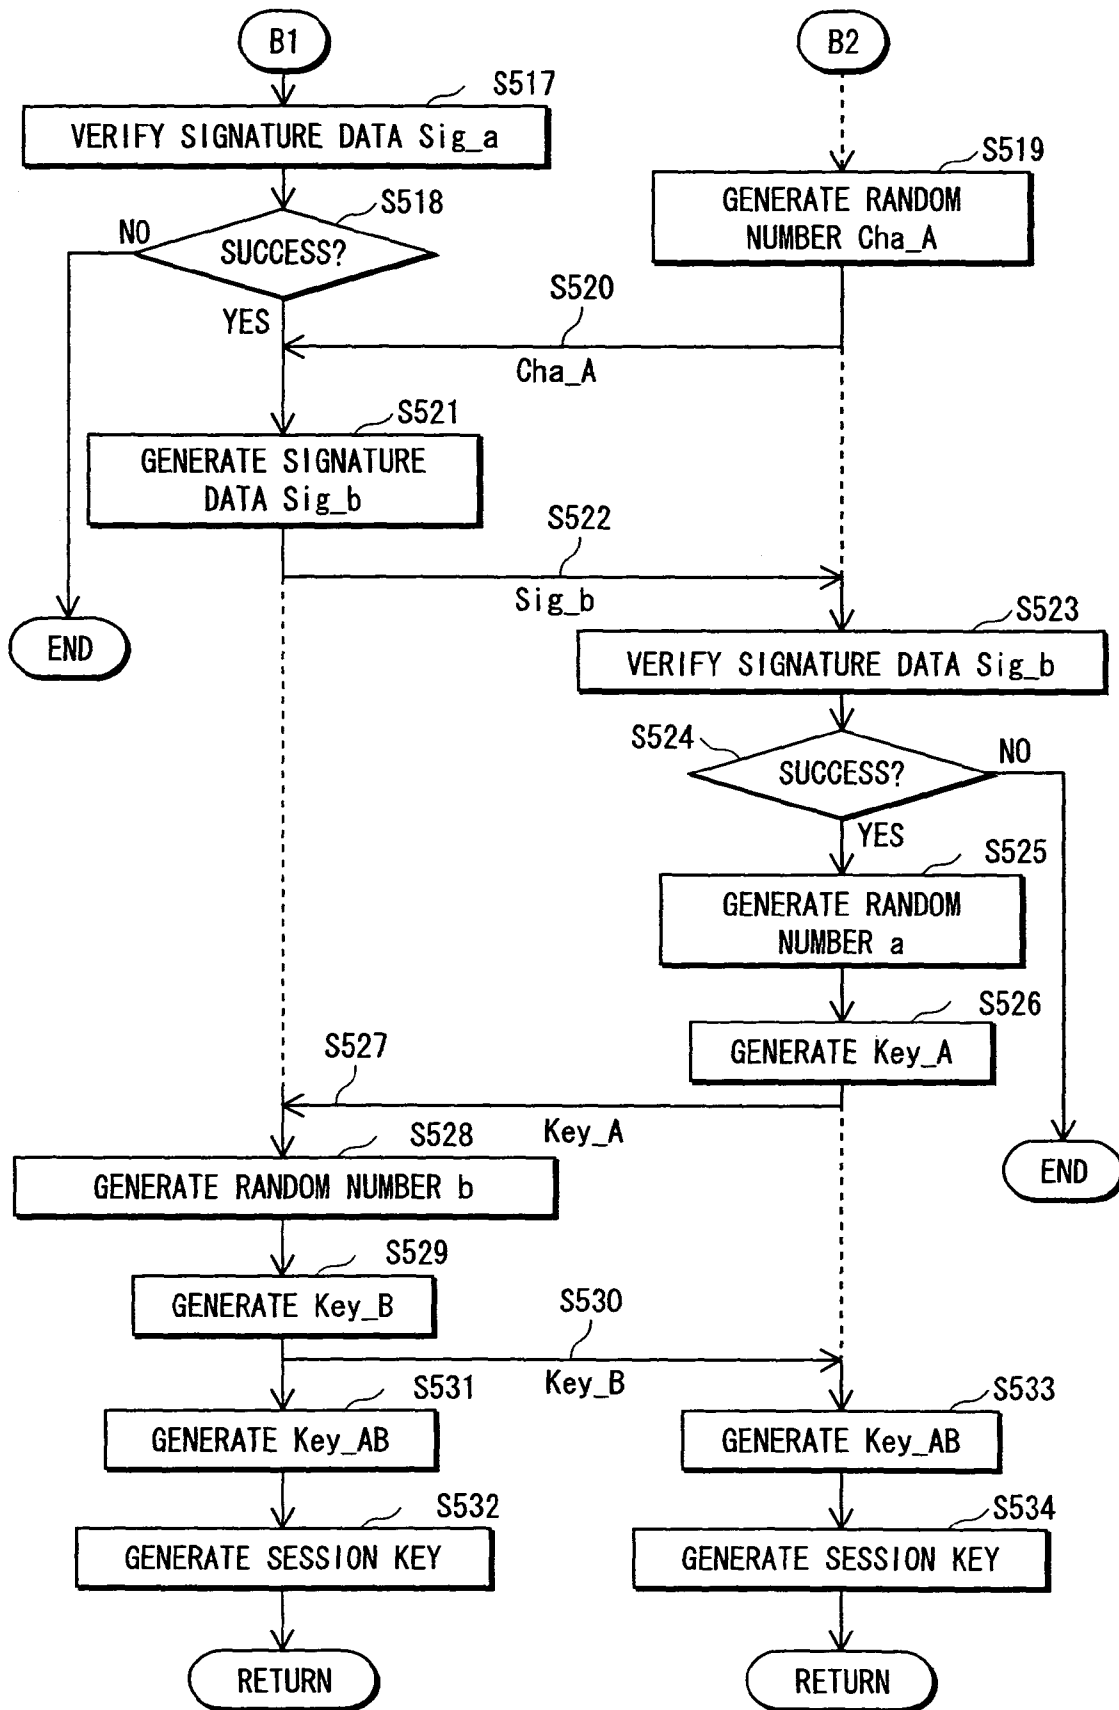 B1
B2
S517
VERIFY SIGNATURE DATA Sig_a
S519
GENERATE RANDOM
NUMBER Cha_A
S518
NO
SUCCESS?
YES
S520
Cha_A
S521
GENERATE SIGNATURE
DATA Sig_b
S522
Sig_b
END
S523
VERIFY SIGNATURE DATA Sig_b
S524
NO
SUCCESS?
YES
S525
GENERATE RANDOM
NUMBER a
S526
GENERATE Key_A
S527
Key_A
S528
GENERATE RANDOM NUMBER b
END
S529
GENERATE Key_B
S530
Key_B
S531
GENERATE Key_AB
S533
GENERATE Key_AB
S532
GENERATE SESSION KEY
S534
GENERATE SESSION KEY
RETURN
RETURN